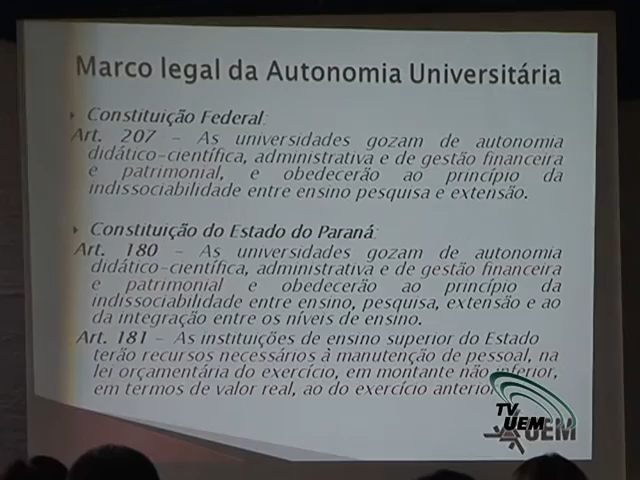 Marco legal da Autonomia Universitária
Constituição Federal:
Art. 207 – As universidades gozam de autonomia
didático-científica, administrativa e de gestão financeira
e patrimonial, e obedecerão ao princípio da
indissociabilidade entre ensino pesquisa e extensão.
Constituição do Estado do Paraná:
Art. 180 – As universidades gozam de autonomia
didático-científica, administrativa e de gestão financeira
e patrimonial e obedecerão ao princípio da
indissociabilidade entre ensino, pesquisa, extensão e ao
da integração entre os níveis de ensino.
Art. 181 – As instituições de ensino superior do Estado
terão recursos necessários à manutenção de pessoal, na
lei orçamentária do exercício, em montante não inferior,
em termos de valor real, ao do exercício anterior
TV
UEM
UEM